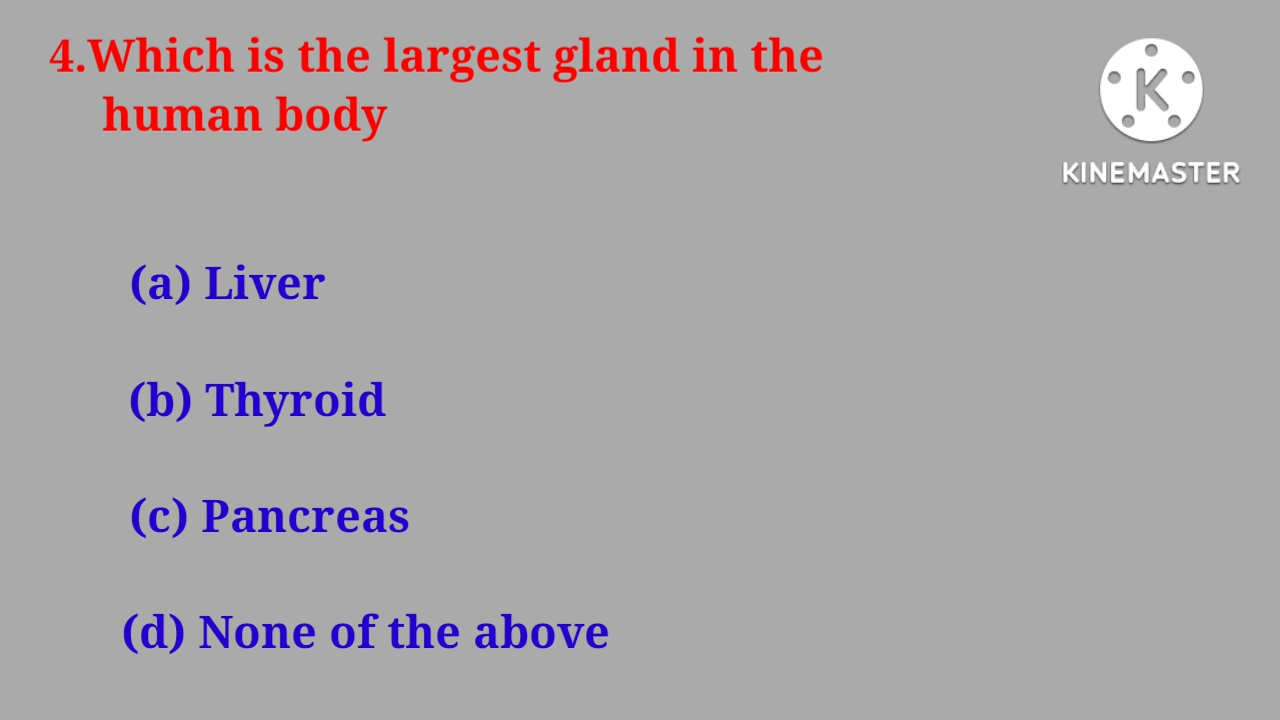 4.Which is the largest gland in the
human body
K
KINEMASTER
(a) Liver
(b) Thyroid
(c) Pancreas
(d) None of the above